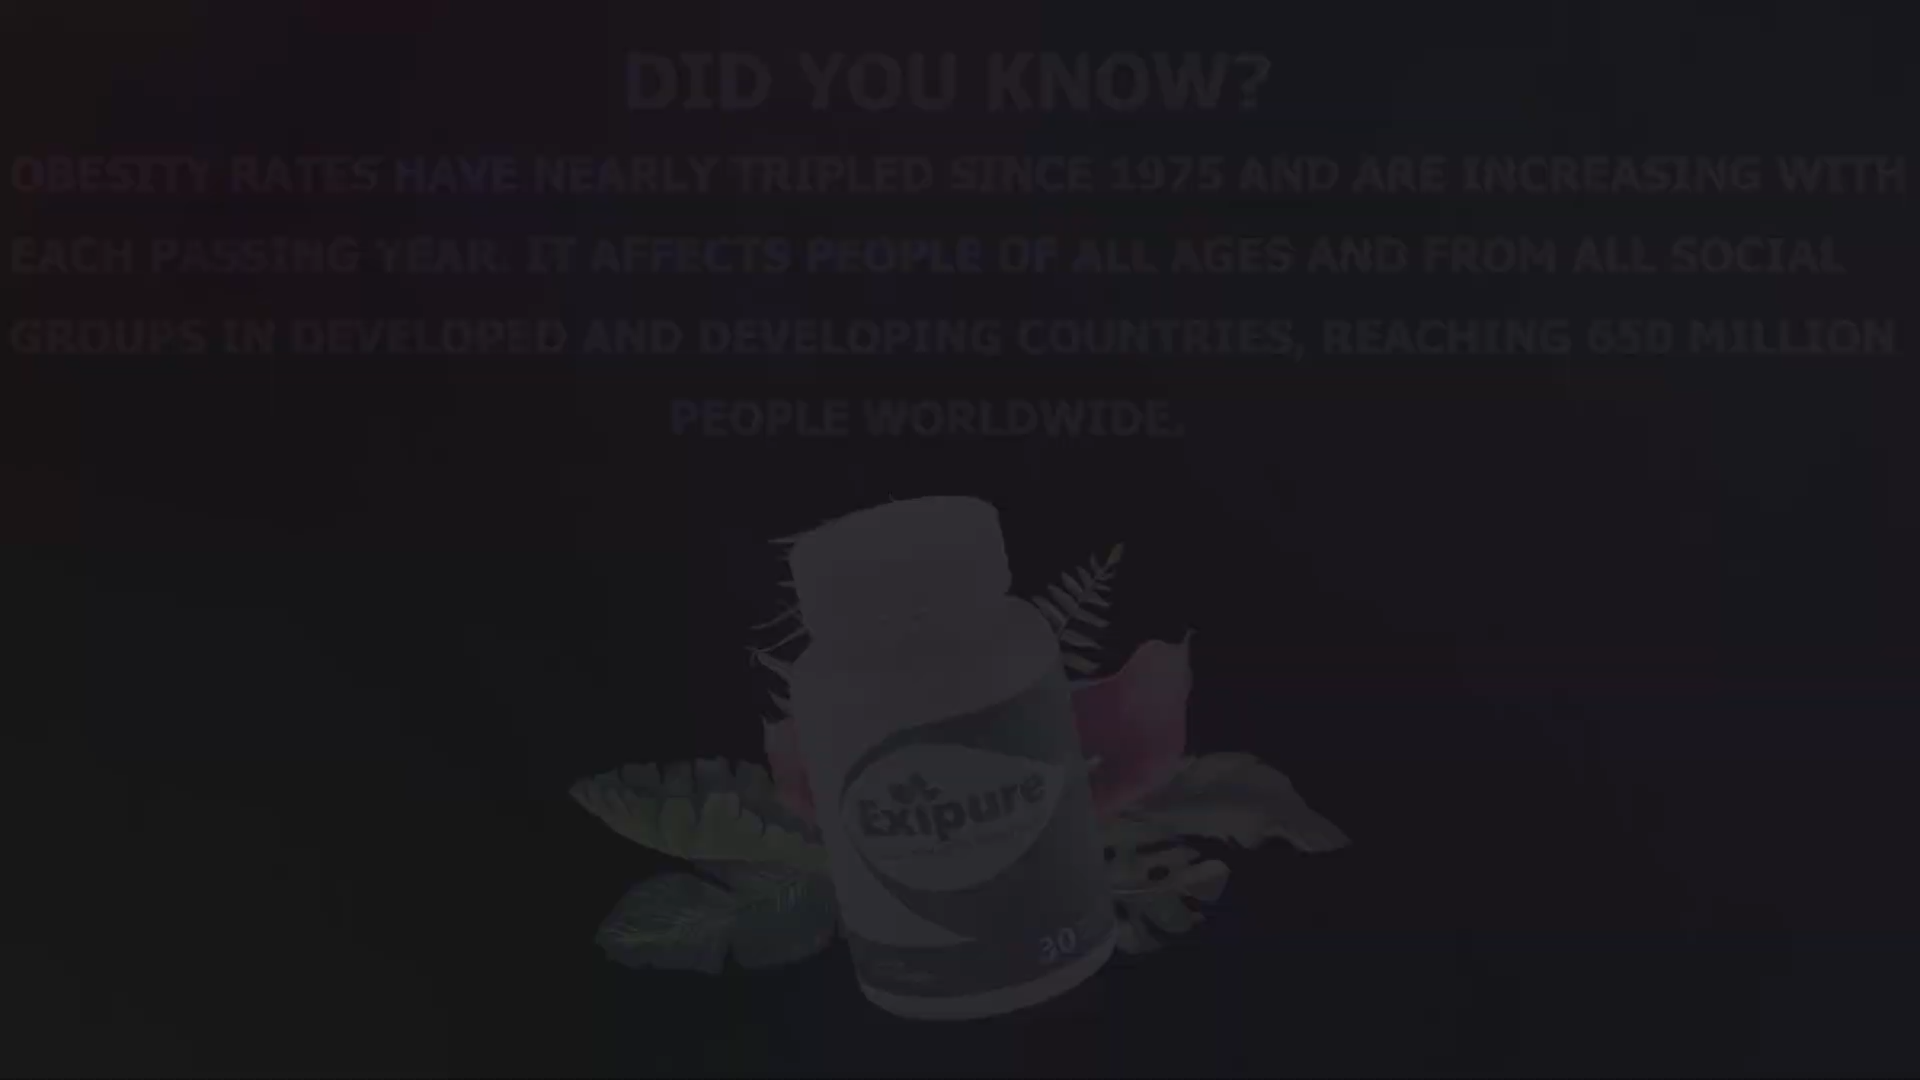 DID YOU KNOW?
OBESITY RATES HAVE NEARLY TRIPLED SINCE 1975 AND ARE INCREASING WITH
EACH PASSING YEAR. IT AFFECTS PEOPLE OF ALL AGES AND FROM ALL SOCIAL
GROUPS IN DEVELOPED AND DEVELOPING COUNTRIES, REACHING 650 MILLION
PEOPLE WORLDWIDE.
Exipure
30